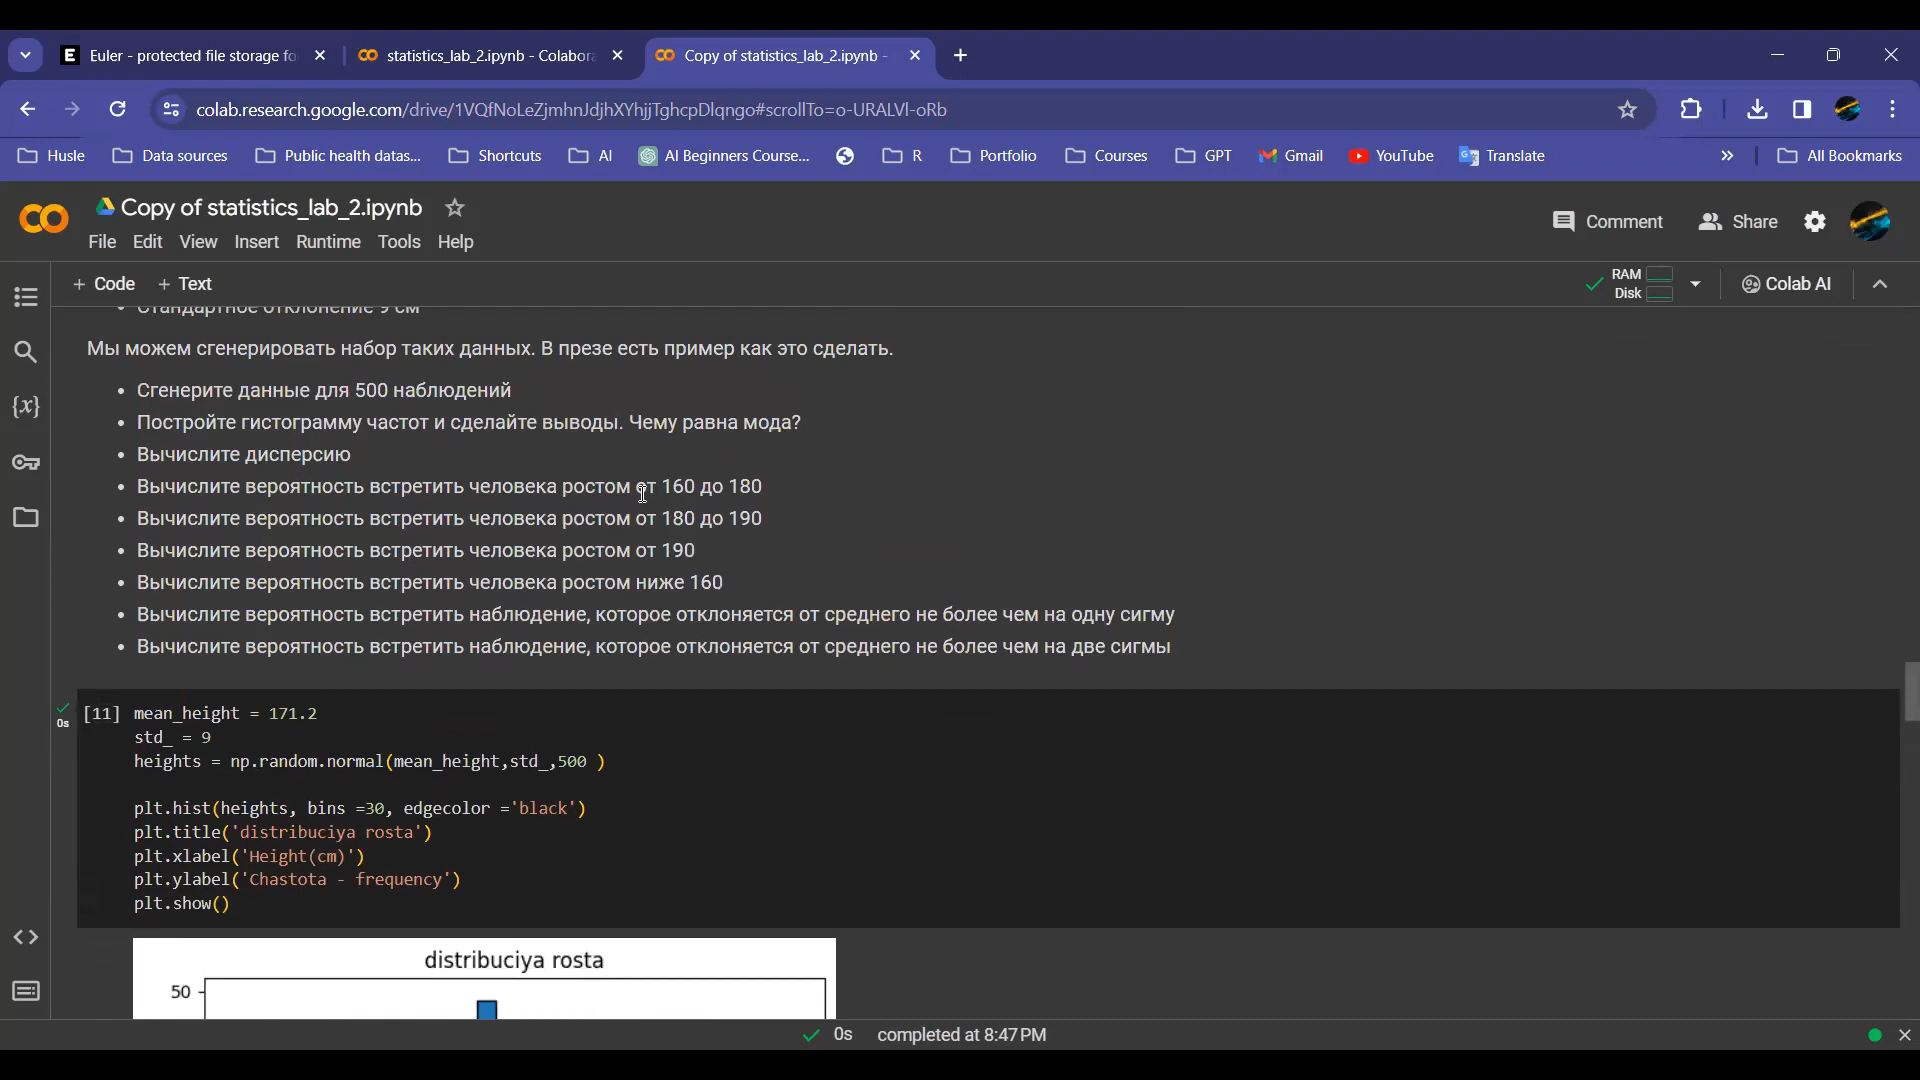 Euler - protected file storage fo
statistics_lab_2.ipynb - Colabor
Copy of statistics_lab_2.ipynb -
colab.research.google.com/drive/1VQfNoLeZjmhnJdjhXYhjjTghcpDlqngo#scrollTo=o-URALVl-oRb
Husle Data sources Public health datas... Shortcuts AI AI Beginners Course... R Portfolio Courses GPT Gmail YouTube Translate » All Bookmarks
Copy of statistics_lab_2.ipynb
Comment Share
File Edit View Insert Runtime Tools Help
+ Code + Text
RAM
Disk
Colab AI
• Стандартное отклонение 9 см
Мы можем сгенерировать набор таких данных. В презе есть пример как это сделать.
• Сгенерите данные для 500 наблюдений
• Постройте гистограмму частот и сделайте выводы. Чему равна мода?
• Вычислите дисперсию
• Вычислите вероятность встретить человека ростом от 160 до 180
• Вычислите вероятность встретить человека ростом от 180 до 190
• Вычислите вероятность встретить человека ростом от 190
• Вычислите вероятность встретить человека ростом ниже 160
• Вычислите вероятность встретить наблюдение, которое отклоняется от среднего не более чем на одну сигму
• Вычислите вероятность встретить наблюдение, которое отклоняется от среднего не более чем на две сигмы
0s
[11] mean_height = 171.2
std_ = 9
heights = np.random.normal(mean_height,std_,500 )
plt.hist(heights, bins =30, edgecolor ='black')
plt.title('distribuciya rosta')
plt.xlabel('Height(cm)')
plt.ylabel('Chastota - frequency')
plt.show()
distribuciya rosta
50
0s completed at 8:47 PM